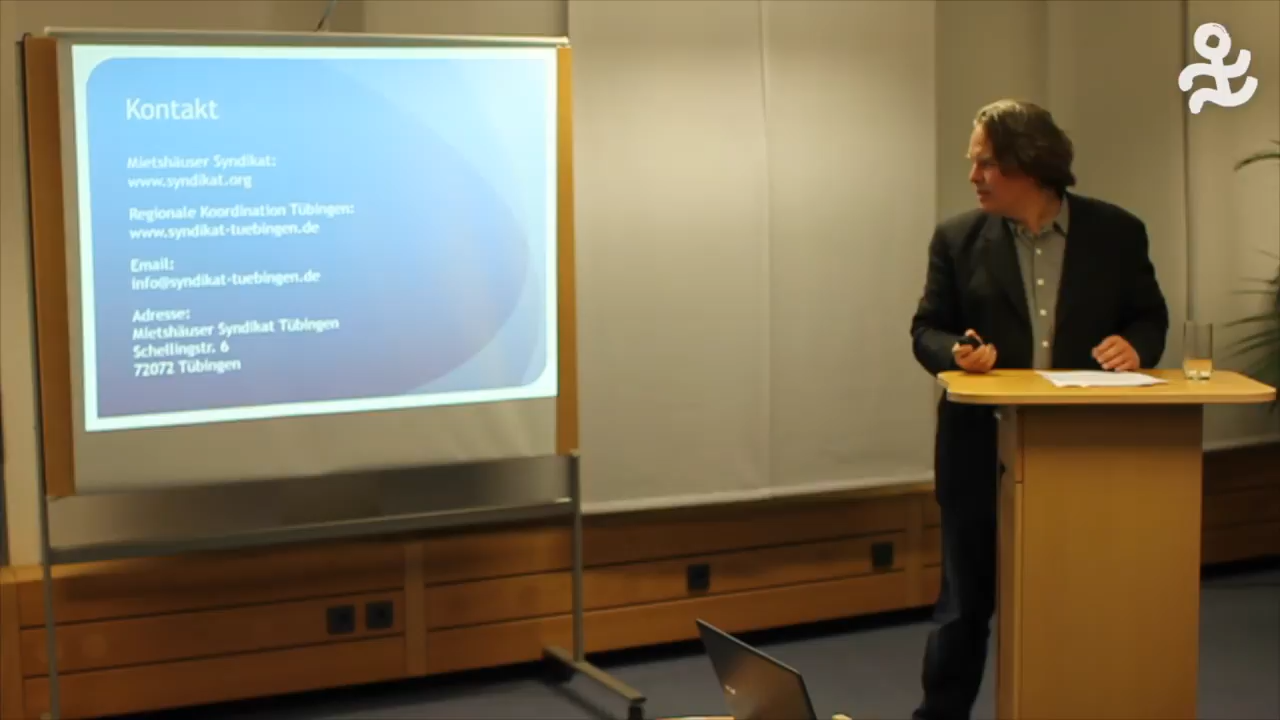 Kontakt
Mietshäuser Syndikat:
www.syndikat.org
Regionale Koordination Tübingen:
www.syndikat-tuebingen.de
Email:
info@syndikat-tuebingen.de
Adresse:
Mietshäuser Syndikat Tübingen
Schellingstr. 6
72072 Tübingen